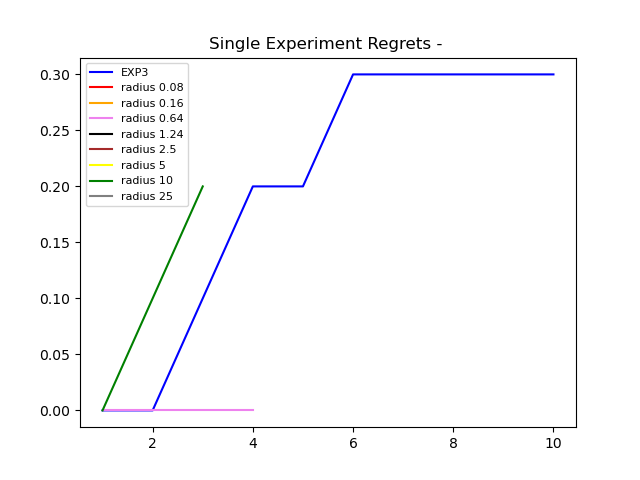 Single Experiment Regrets -
0.30
0.25
0.20
0.15
0.10
0.05
0.00
EXP3
radius 0.08
radius 0.16
radius 0.64
radius 1.24
radius 2.5
radius 5
radius 10
radius 25
2 4 6 8 10